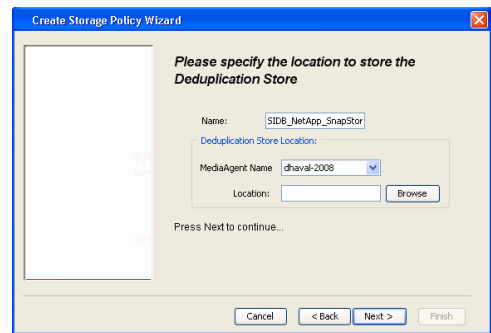 Create Storage Policy Wizard
Please specify the location to store the
Deduplication Store
Name: SIDB_NetApp_SnapStor
Deduplication Store Location:
MediaAgent Name dhaval-2008
Location: Browse
Press Next to continue...
Cancel < Back Next > Finish